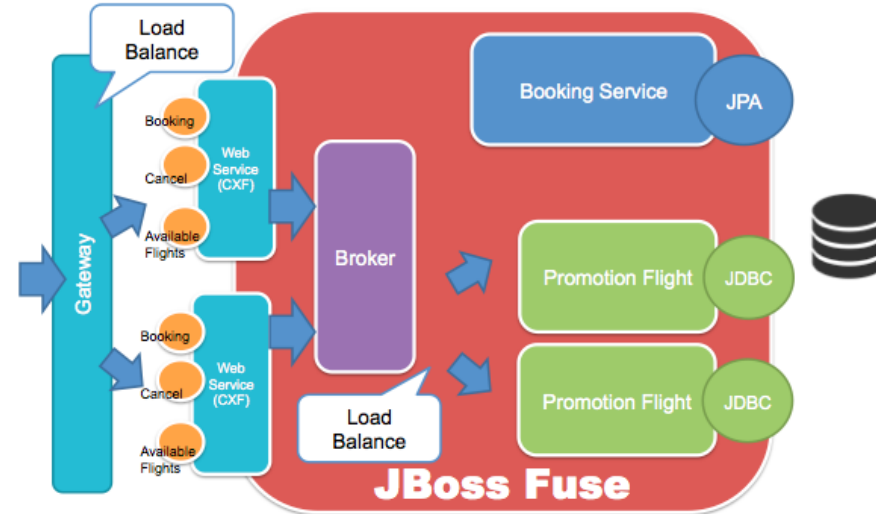 Load
Balance
Gateway
Booking
Cancel
Available
Flights
Web
Service
(CXF)
Booking
Cancel
Available
Flights
Web
Service
(CXF)
Broker
Load
Balance
Booking Service
JPA
Promotion Flight
JDBC
Promotion Flight
JDBC
JBoss Fuse